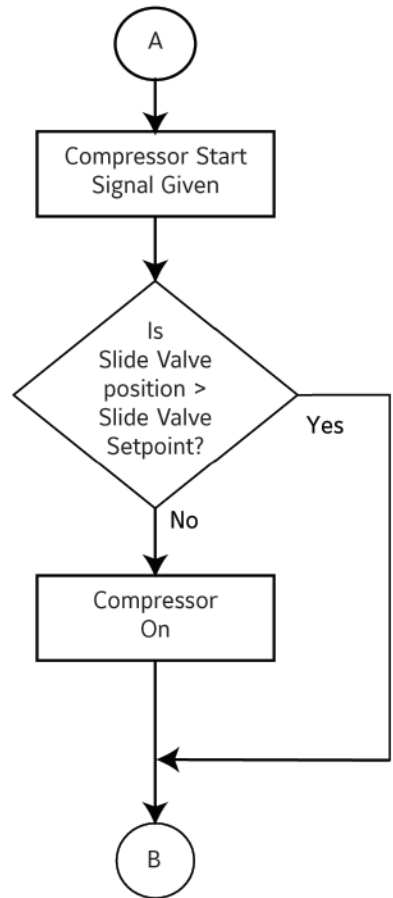 A
Compressor Start
Signal Given
Is
Slide Valve
position >
Slide Valve
Setpoint?
Yes
No
Compressor
On
B